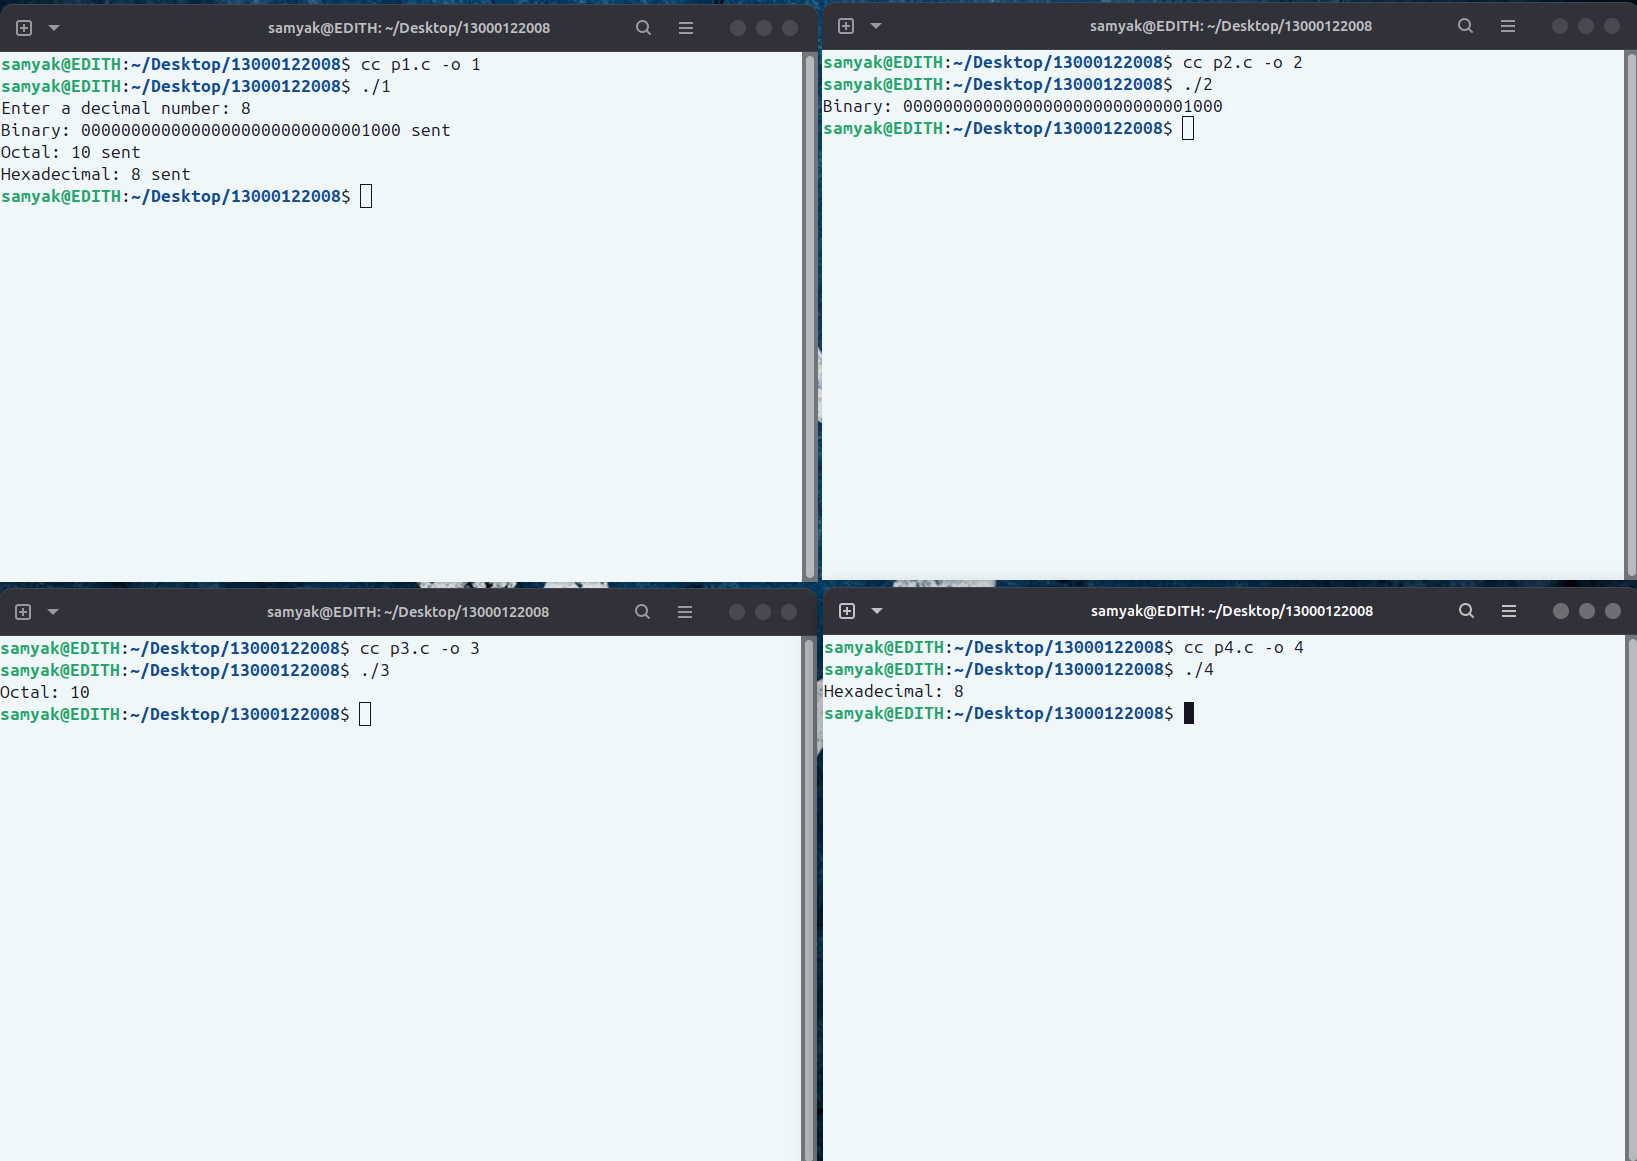 samyak@EDITH: ~/Desktop/13000122008
samyak@EDITH:~/Desktop/13000122008$ cc p1.c -o 1
samyak@EDITH:~/Desktop/13000122008$ ./1
Enter a decimal number: 8
Binary: 00000000000000000000000000001000 sent
Octal: 10 sent
Hexadecimal: 8 sent
samyak@EDITH:~/Desktop/13000122008$
samyak@EDITH: ~/Desktop/13000122008
samyak@EDITH:~/Desktop/13000122008$ cc p2.c -o 2
samyak@EDITH:~/Desktop/13000122008$ ./2
Binary: 00000000000000000000000000001000
samyak@EDITH:~/Desktop/13000122008$
samyak@EDITH: ~/Desktop/13000122008
samyak@EDITH:~/Desktop/13000122008$ cc p3.c -o 3
samyak@EDITH:~/Desktop/13000122008$ ./3
Octal: 10
samyak@EDITH:~/Desktop/13000122008$
samyak@EDITH: ~/Desktop/13000122008
samyak@EDITH:~/Desktop/13000122008$ cc p4.c -o 4
samyak@EDITH:~/Desktop/13000122008$ ./4
Hexadecimal: 8
samyak@EDITH:~/Desktop/13000122008$